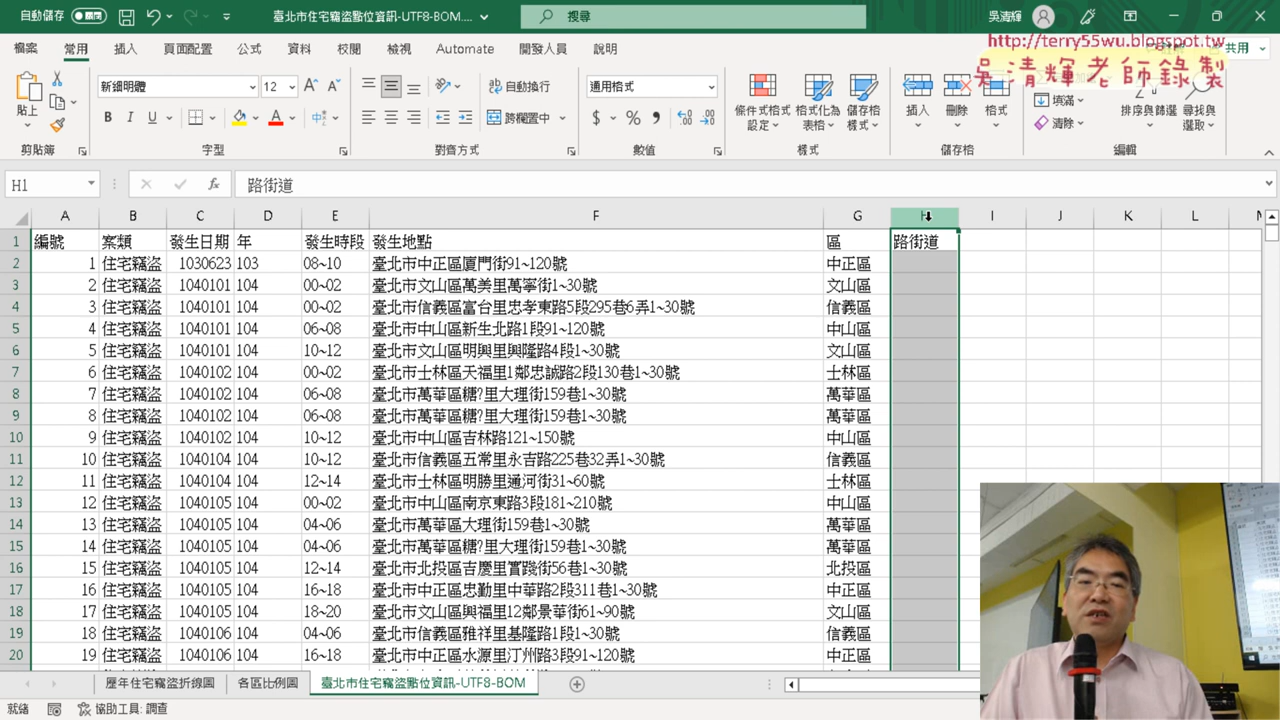 自動儲存 關閉 臺北市住宅竊盜點位資訊-UTF8-BOM.... 搜尋 吳清輝
檔案 常用 插入 頁面配置 公式 資料 校閱 檢視 Automate 開發人員 說明 共用
http://terry55wu.blogspot.tw
吳清輝老師錄製
貼上 新細明體 12 自動換行 通用格式 條件式格式設定 格式化為表格 儲存格樣式 插入 刪除 格式 填滿 清除 排序與篩選 尋找與選取
B I U 跨欄置中 $ %
剪貼簿 字型 對齊方式 數值 樣式 儲存格 編輯
H1 fx 路街道
A B C D E F G H I J K L M
1 編號 案類 發生日期 年 發生時段 發生地點 區 路街道
2 1 住宅竊盜 1030623 103 08~10 臺北市中正區廈門街91~120號 中正區
3 2 住宅竊盜 1040101 104 00~02 臺北市文山區萬美里萬寧街1~30號 文山區
4 3 住宅竊盜 1040101 104 00~02 臺北市信義區富台里忠孝東路5段295巷6弄1~30號 信義區
5 4 住宅竊盜 1040101 104 06~08 臺北市中山區新生北路1段91~120號 中山區
6 5 住宅竊盜 1040101 104 10~12 臺北市文山區明興里興隆路4段1~30號 文山區
7 6 住宅竊盜 1040102 104 00~02 臺北市士林區天福里1鄰忠誠路2段130巷1~30號 士林區
8 7 住宅竊盜 1040102 104 06~08 臺北市萬華區糖?里大理街159巷1~30號 萬華區
9 8 住宅竊盜 1040102 104 06~08 臺北市萬華區糖?里大理街159巷1~30號 萬華區
10 9 住宅竊盜 1040102 104 10~12 臺北市中山區吉林路121~150號 中山區
11 10 住宅竊盜 1040104 104 10~12 臺北市信義區五常里永吉路225巷32弄1~30號 信義區
12 11 住宅竊盜 1040104 104 12~14 臺北市士林區明勝里通河街31~60號 士林區
13 12 住宅竊盜 1040105 104 00~02 臺北市中山區南京東路3段181~210號 中山區
14 13 住宅竊盜 1040105 104 04~06 臺北市萬華區大理街159巷1~30號 萬華區
15 14 住宅竊盜 1040105 104 04~06 臺北市萬華區糖?里大理街159巷1~30號 萬華區
16 15 住宅竊盜 1040105 104 12~14 臺北市北投區吉慶里實踐街56巷1~30號 北投區
17 16 住宅竊盜 1040105 104 16~18 臺北市中正區忠勤里中華路2段311巷1~30號 中正區
18 17 住宅竊盜 1040105 104 18~20 臺北市文山區興福里12鄰景華街61~90號 文山區
19 18 住宅竊盜 1040106 104 04~06 臺北市信義區雅祥里基隆路1段1~30號 信義區
20 19 住宅竊盜 1040106 104 16~18 臺北市中正區水源里汀州路3段91~120號 中正區
歷年住宅竊盜折線圖 各區比例圖 臺北市住宅竊盜點位資訊-UTF8-BOM
就緒 協助工具: 調查